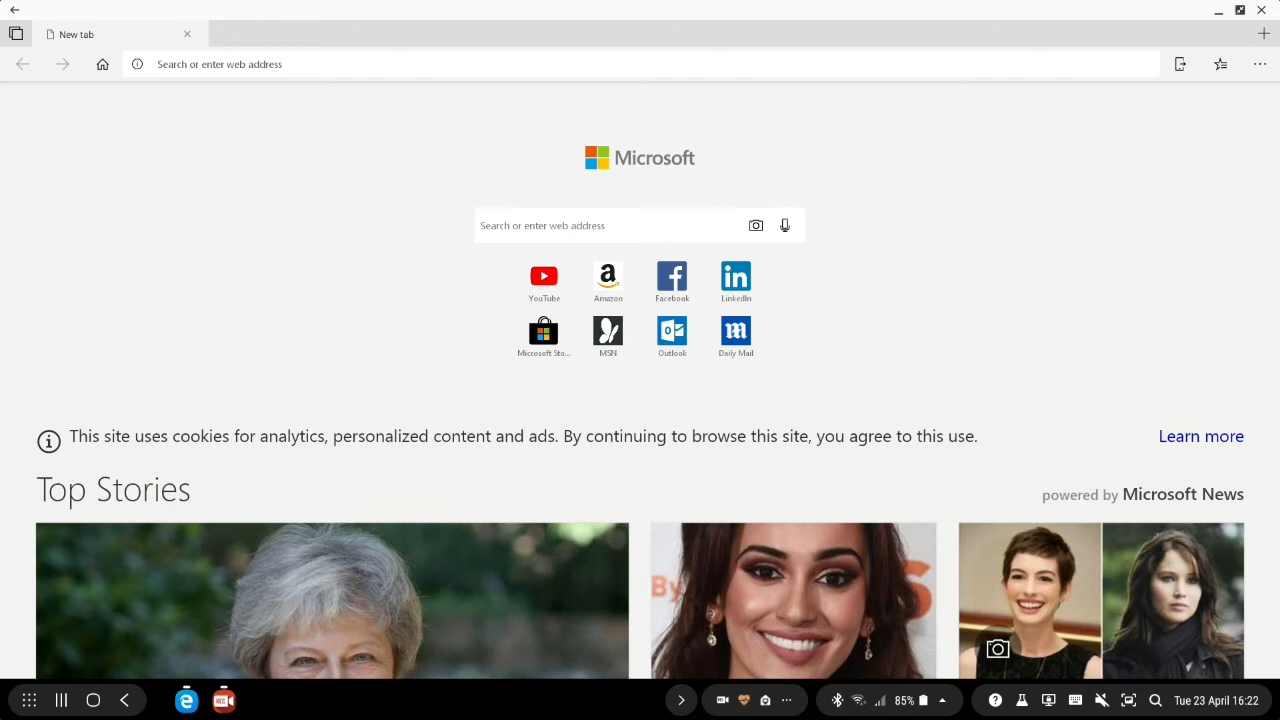 New tab
Search or enter web address
Microsoft
Search or enter web address
YouTube
Amazon
Facebook
LinkedIn
Microsoft Sto...
MSN
Outlook
Daily Mail
This site uses cookies for analytics, personalized content and ads. By continuing to browse this site, you agree to this use.
Learn more
Top Stories
powered by Microsoft News
By
S
REC
85%
Tue 23 April 16:22